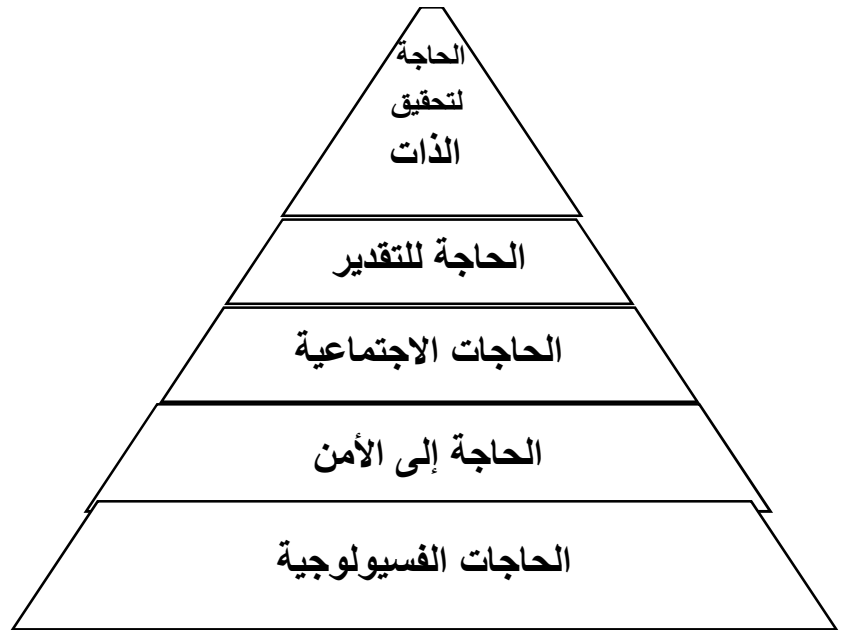 الحاجة
لتحقيق
الذات
الحاجة للتقدير
الحاجات الاجتماعية
الحاجة إلى الأمن
الحاجات الفسيولوجية